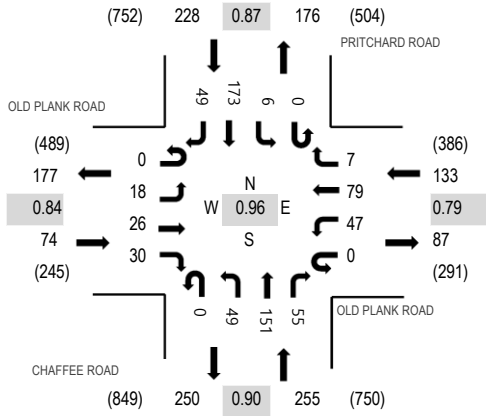 (752) 228 0.87 176 (504)
PRITCHARD ROAD
49 173 6 0
OLD PLANK ROAD
(489) (386)
177 0 7 133
0.84 18 79 0.79
N
W 0.96 E
S
74 26 47 87
(245) 30 0 (291)
0 49 151 55
OLD PLANK ROAD
CHAFFEE ROAD
(849) 250 0.90 255 (750)